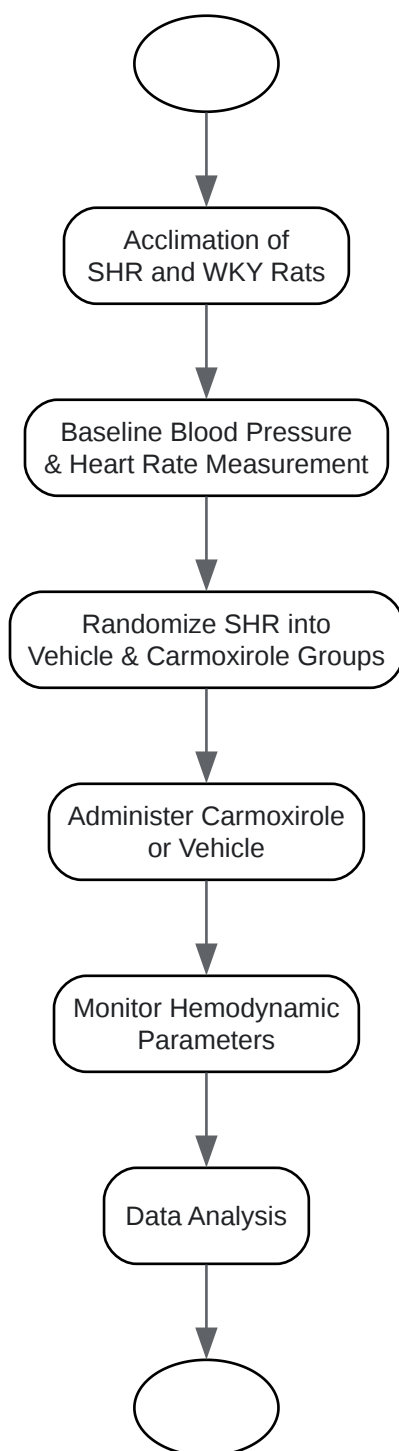 Acclimation of
SHR and WKY Rats
Baseline Blood Pressure
& Heart Rate Measurement
Randomize SHR into
Vehicle & Carmoxirole Groups
Administer Carmoxirole
or Vehicle
Monitor Hemodynamic
Parameters
Data Analysis